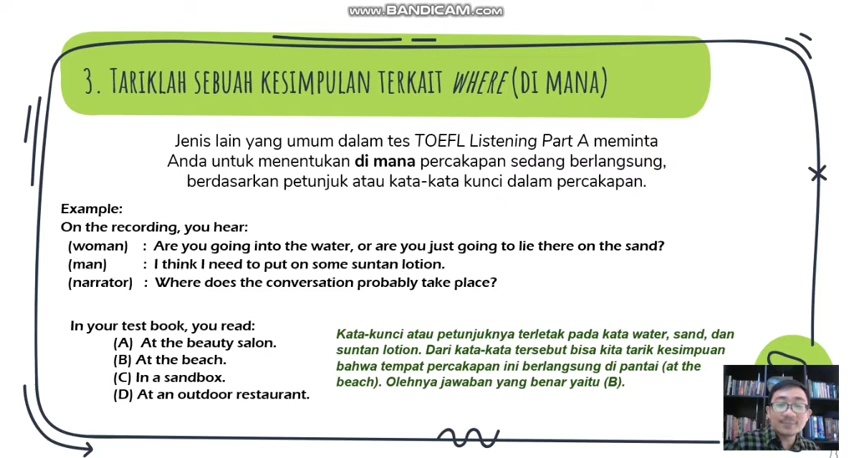 WWW.BANDICAM.COM
3. TARIKLAH SEBUAH KESIMPULAN TERKAIT WHERE (DI MANA)
Jenis lain yang umum dalam tes TOEFL Listening Part A meminta
Anda untuk menentukan di mana percakapan sedang berlangsung,
berdasarkan petunjuk atau kata-kata kunci dalam percakapan.
Example:
On the recording, you hear:
(woman) : Are you going into the water, or are you just going to lie there on the sand?
(man) : I think I need to put on some suntan lotion.
(narrator) : Where does the conversation probably take place?
In your test book, you read:
(A) At the beauty salon.
(B) At the beach.
(C) In a sandbox.
(D) At an outdoor restaurant.
Kata-kunci atau petunjuknya terletak pada kata water, sand, dan
suntan lotion. Dari kata-kata tersebut bisa kita tarik kesimpuan
bahwa tempat percakapan ini berlangsung di pantai (at the
beach). Olehnya jawaban yang benar yaitu (B).